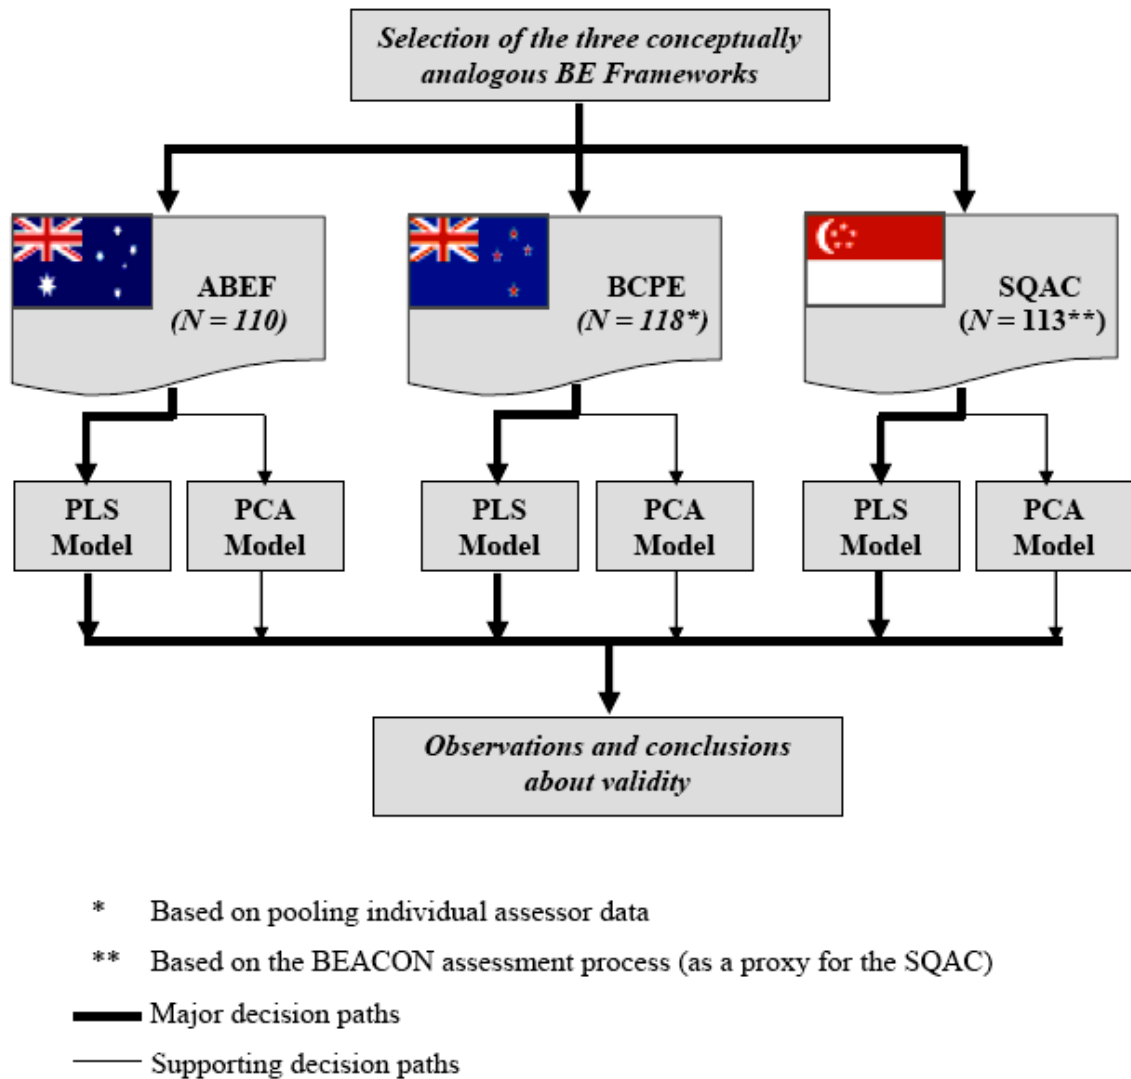 Selection of the three conceptually
analogous BE Frameworks
ABEF
(N = 110)
BCPE
(N = 118*)
SQAC
(N = 113**)
PLS
Model
PCA
Model
PLS
Model
PCA
Model
PLS
Model
PCA
Model
Observations and conclusions
about validity
* Based on pooling individual assessor data
** Based on the BEACON assessment process (as a proxy for the SQAC)
Major decision paths
Supporting decision paths